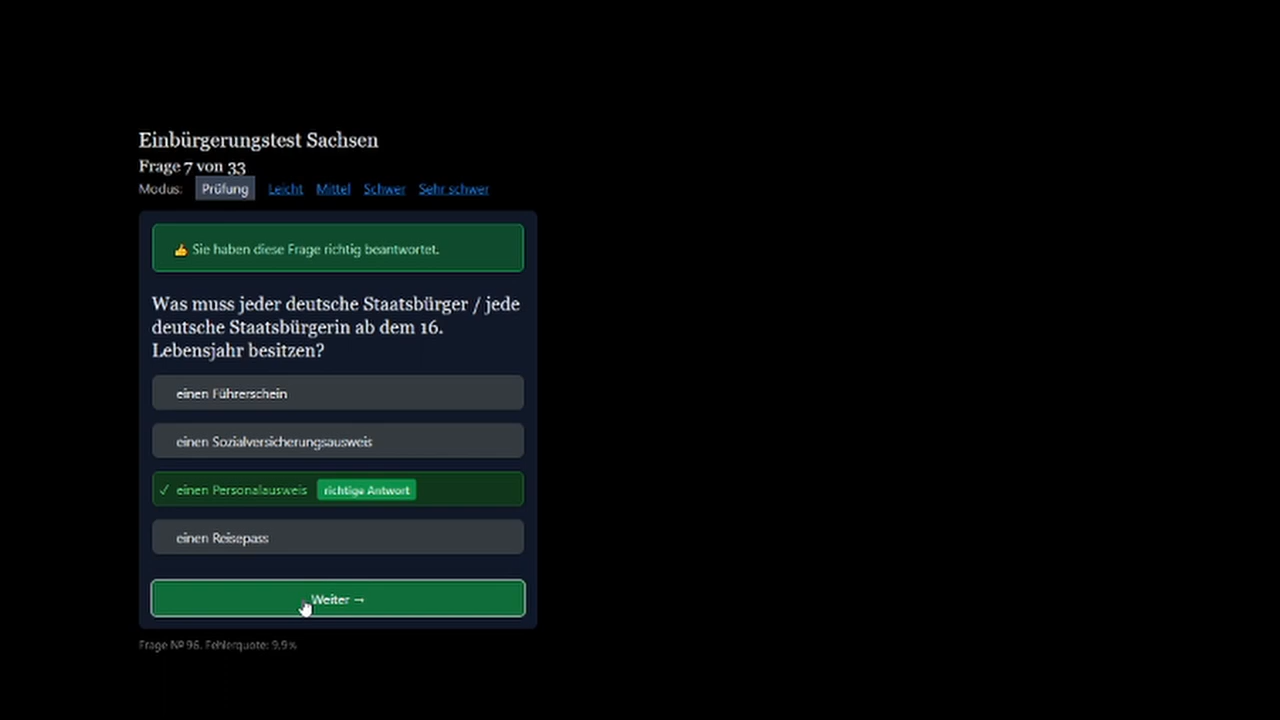 Einbürgerungstest Sachsen
Frage 7 von 33
Modus: Prüfung Leicht Mittel Schwer Sehr schwer
👍 Sie haben diese Frage richtig beantwortet.
Was muss jeder deutsche Staatsbürger / jede
deutsche Staatsbürgerin ab dem 16.
Lebensjahr besitzen?
einen Führerschein
einen Sozialversicherungsausweis
✓ einen Personalausweis richtige Antwort
einen Reisepass
Weiter →
Frage № 96. Fehlerquote: 9,9%